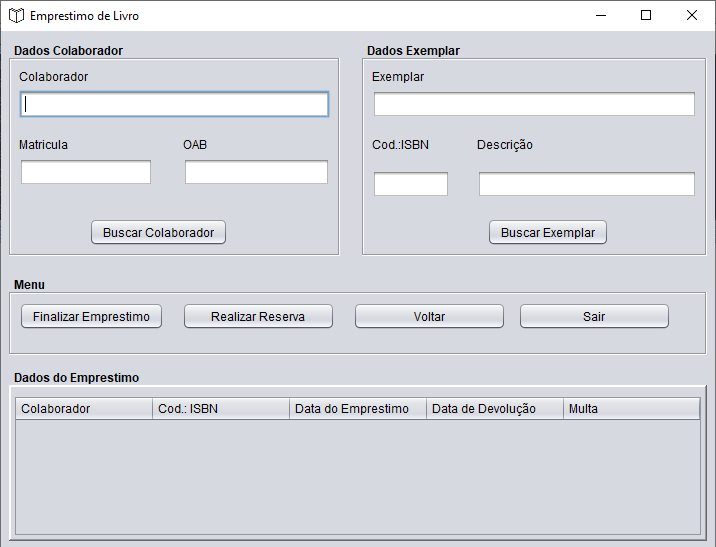 Emprestimo de Livro
Dados Colaborador
Colaborador
Matricula OAB
Buscar Colaborador
Dados Exemplar
Exemplar
Cod.:ISBN Descrição
Buscar Exemplar
Menu
Finalizar Emprestimo Realizar Reserva Voltar Sair
Dados do Emprestimo
Colaborador Cod.: ISBN Data do Emprestimo Data de Devolução Multa